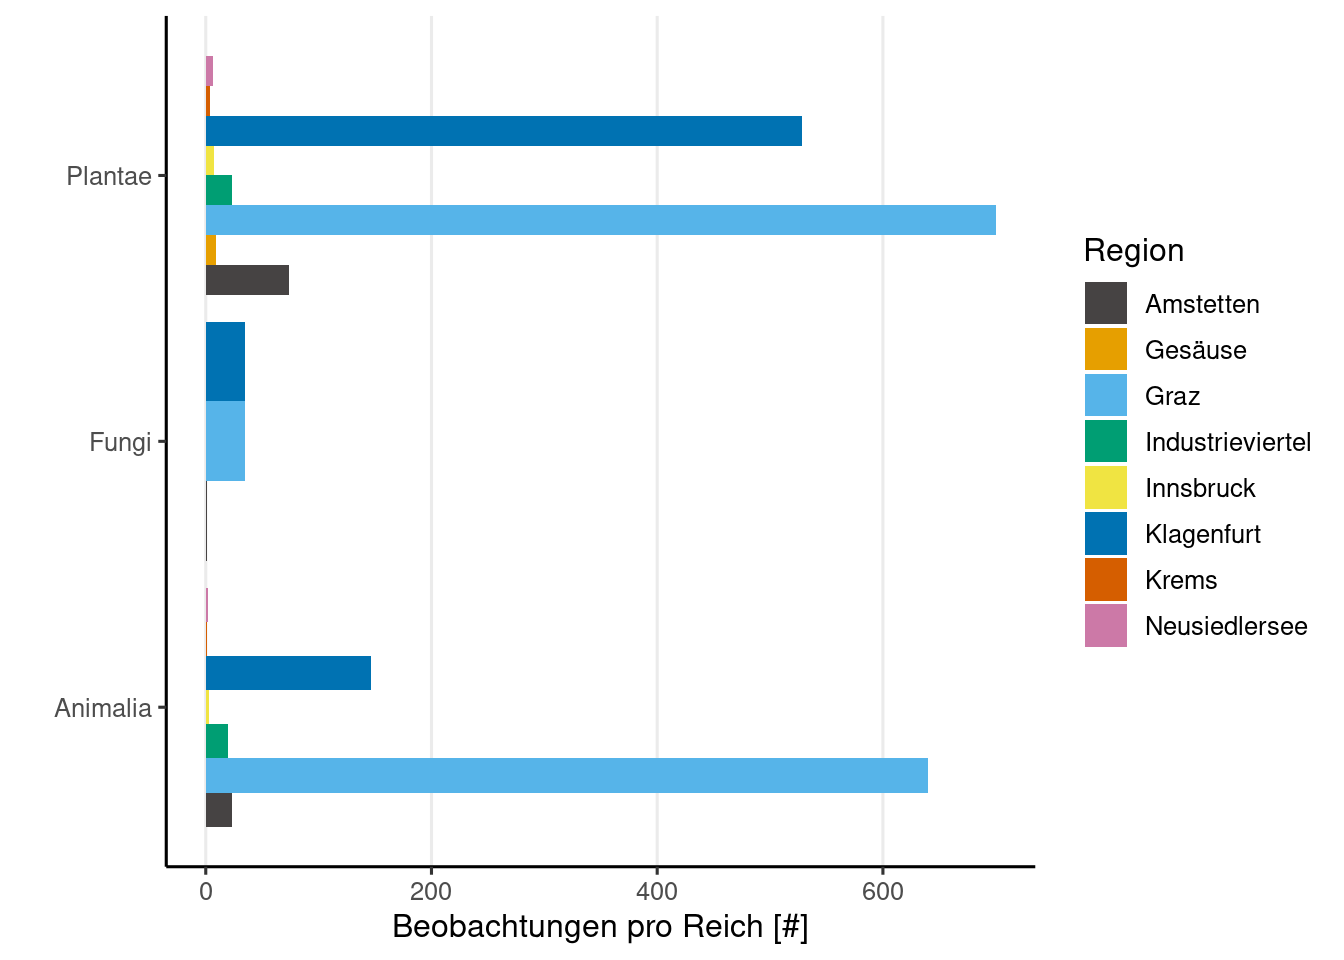 Plantae
Fungi
Animalia
0 200 400 600
Beobachtungen pro Reich [#]
Region
Amstetten
Gesäuse
Graz
Industrieviertel
Innsbruck
Klagenfurt
Krems
Neusiedlersee